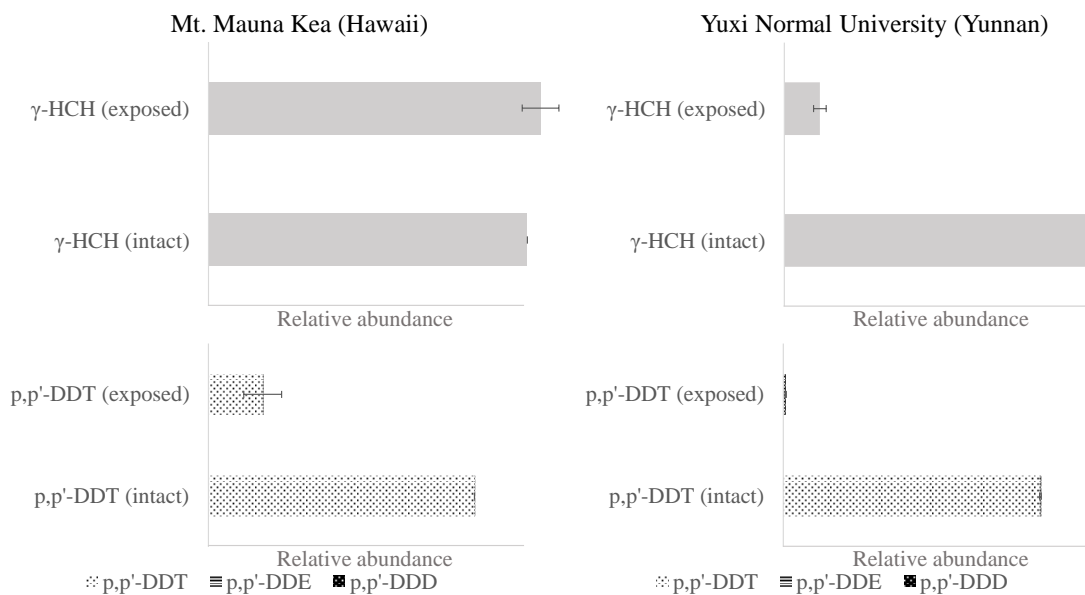 Mt. Mauna Kea (Hawaii)
γ-HCH (exposed)
γ-HCH (intact)
Relative abundance
p,p'-DDT (exposed)
p,p'-DDT (intact)
Relative abundance
p,p'-DDT p,p'-DDE p,p'-DDD
Yuxi Normal University (Yunnan)
γ-HCH (exposed)
γ-HCH (intact)
Relative abundance
p,p'-DDT (exposed)
p,p'-DDT (intact)
Relative abundance
p,p'-DDT p,p'-DDE p,p'-DDD